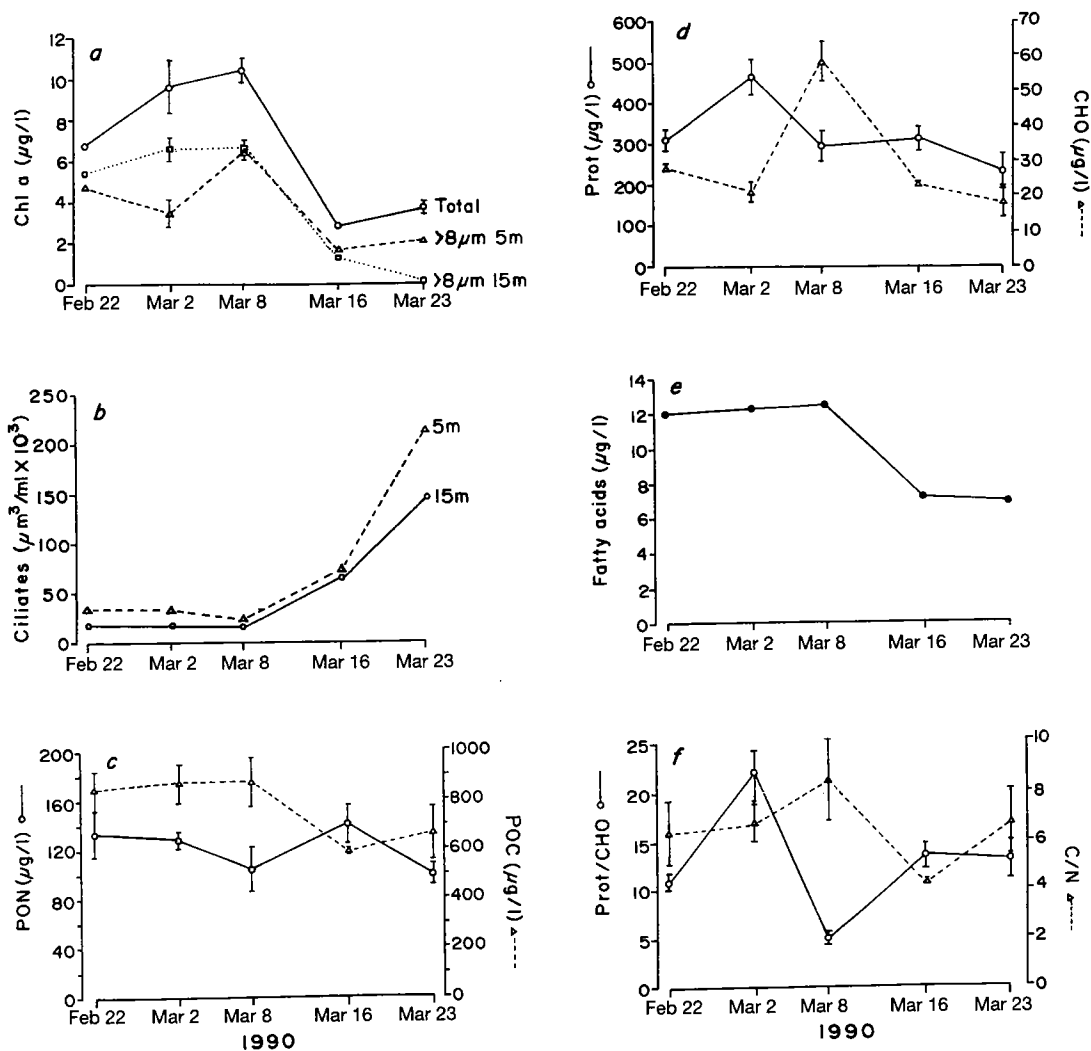 a
Chl a (µg/l)
12
10
8
6
4
2
0
Total
>8µm 5m
>8µm 15m
Feb 22 Mar 2 Mar 8 Mar 16 Mar 23
d
Prot (µg/l)
600
500
400
300
200
100
0
70
60
50
40
30
20
10
0
CHO (µg/l)
Feb 22 Mar 2 Mar 8 Mar 16 Mar 23
b
Ciliates (µm³/ml X 10³)
250
200
150
100
50
0
5m
15m
Feb 22 Mar 2 Mar 8 Mar 16 Mar 23
e
Fatty acids (µg/l)
14
12
10
8
6
4
2
0
Feb 22 Mar 2 Mar 8 Mar 16 Mar 23
c
PON (µg/l)
200
160
140
120
80
40
0
1000
800
600
400
200
0
POC (µg/l)
Feb 22 Mar 2 Mar 8 Mar 16 Mar 23
1990
f
Prot/CHO
25
20
15
10
5
0
10
8
6
4
2
0
C/N
Feb 22 Mar 2 Mar 8 Mar 16 Mar 23
1990